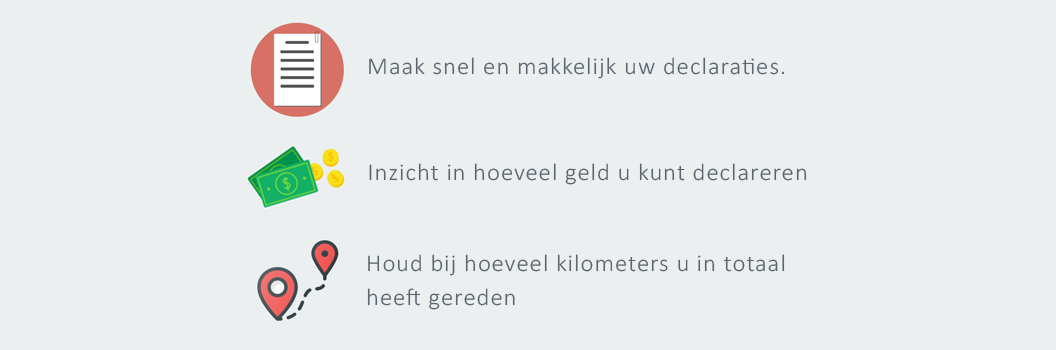 Maak snel en makkelijk uw declaraties.
Inzicht in hoeveel geld u kunt declareren
Houd bij hoeveel kilometers u in totaal
heeft gereden